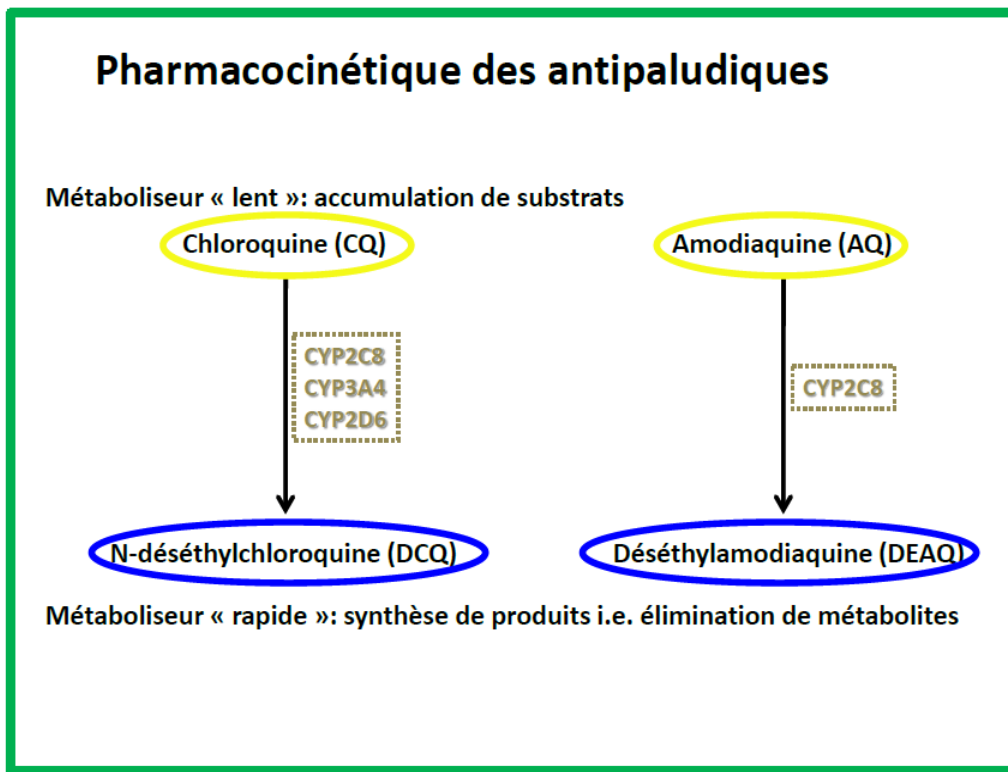 Pharmacocinétique des antipaludiques
Métaboliseur « lent »: accumulation de substrats
Chloroquine (CQ)
Amodiaquine (AQ)
CYP2C8
CYP3A4
CYP2D6
CYP2C8
N-déséthylchloroquine (DCQ)
Déséthylamodiaquine (DEAQ)
Métaboliseur « rapide »: synthèse de produits i.e. élimination de métabolites